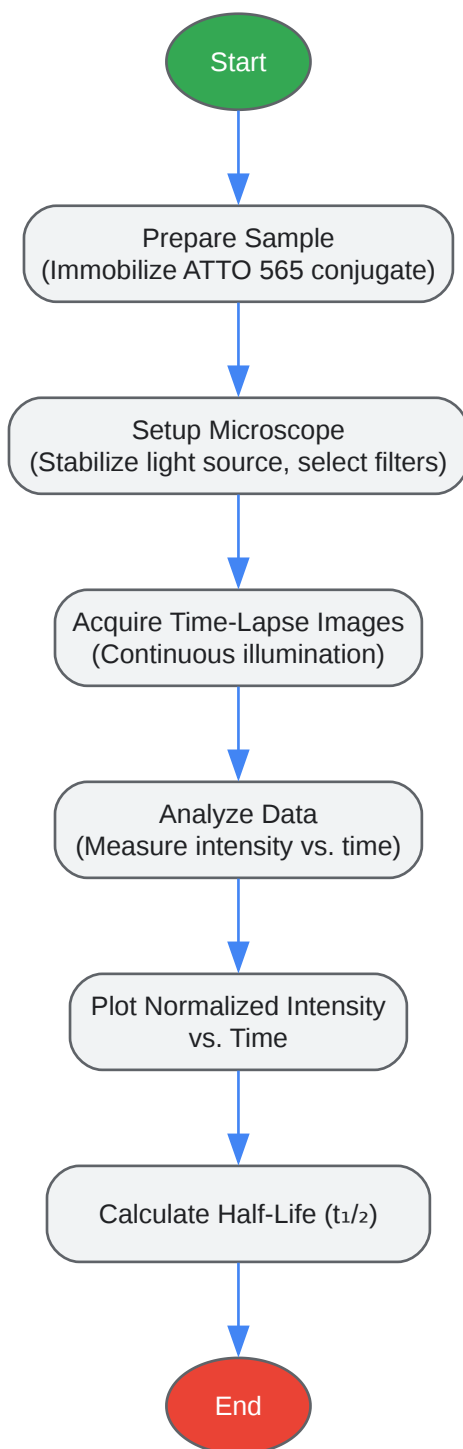 Start
Prepare Sample
(Immobilize ATTO 565 conjugate)
Setup Microscope
(Stabilize light source, select filters)
Acquire Time-Lapse Images
(Continuous illumination)
Analyze Data
(Measure intensity vs. time)
Plot Normalized Intensity
vs. Time
Calculate Half-Life (t₁/₂)
End